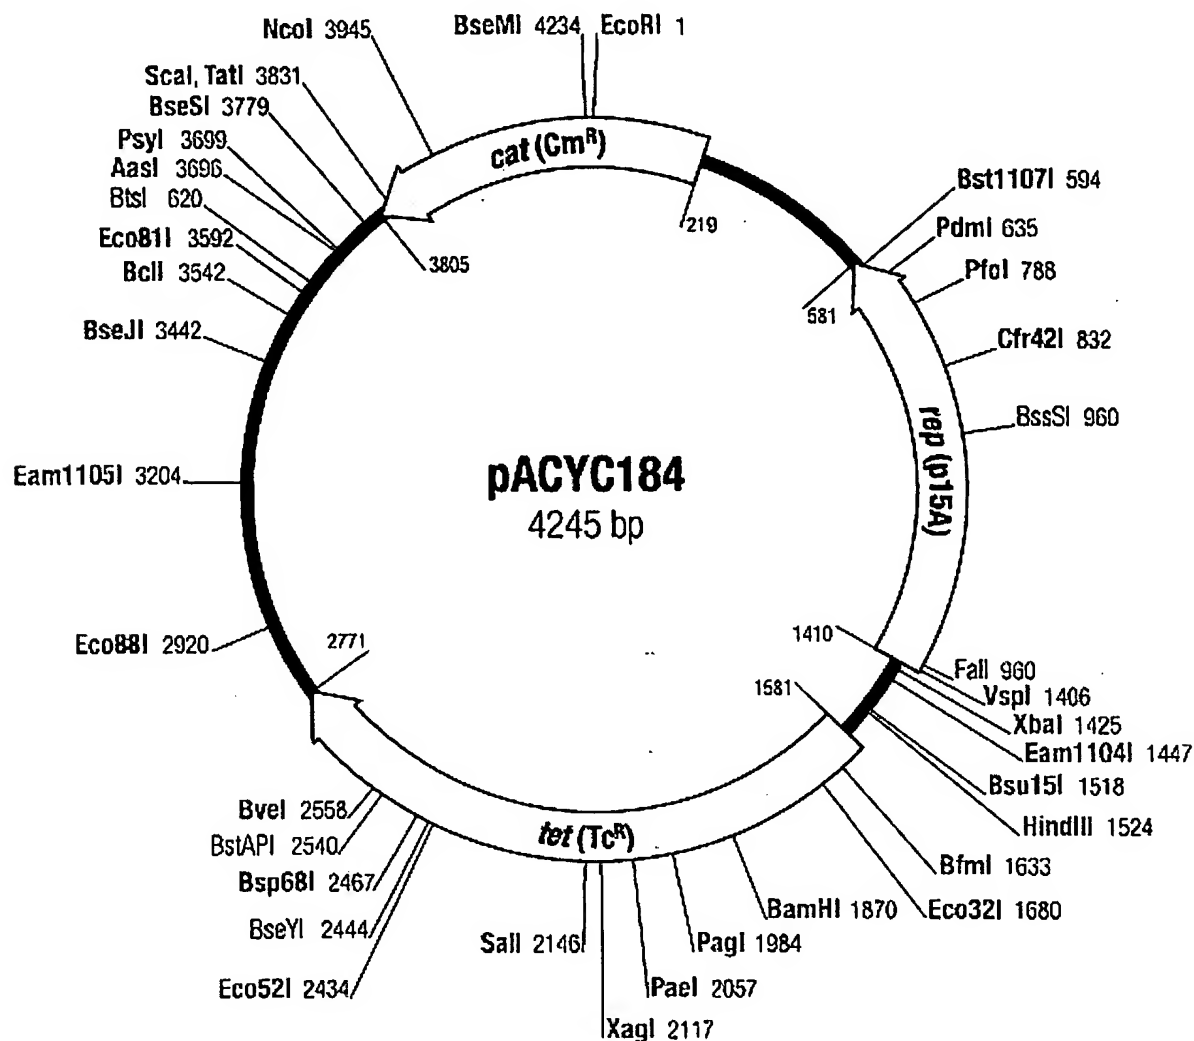 NcoI 3945
BseMI 4234
EcoRI 1
ScaI, TatI 3831
BseSI 3779
PsyI 3699
AasI 3696
BtsI 620
Eco81I 3592
BclI 3542
BseJI 3442
Eam1105I 3204
Eco88I 2920
cat (CmR)
219
3805
Bst1107I 594
PdmI 635
PfoI 788
581
Cfr42I 832
BssSI 960
rep (p15A)
pACYC184
4245 bp
2771
1410
1581
FalI 960
VspI 1406
XbaI 1425
Eam1104I 1447
Bsu15I 1518
HindIII 1524
BfmI 1633
Eco32I 1680
BamHI 1870
PagI 1984
PaeI 2057
XagI 2117
SalI 2146
tet (TcR)
BveI 2558
BstAPI 2540
Bsp68I 2467
BseYI 2444
Eco52I 2434